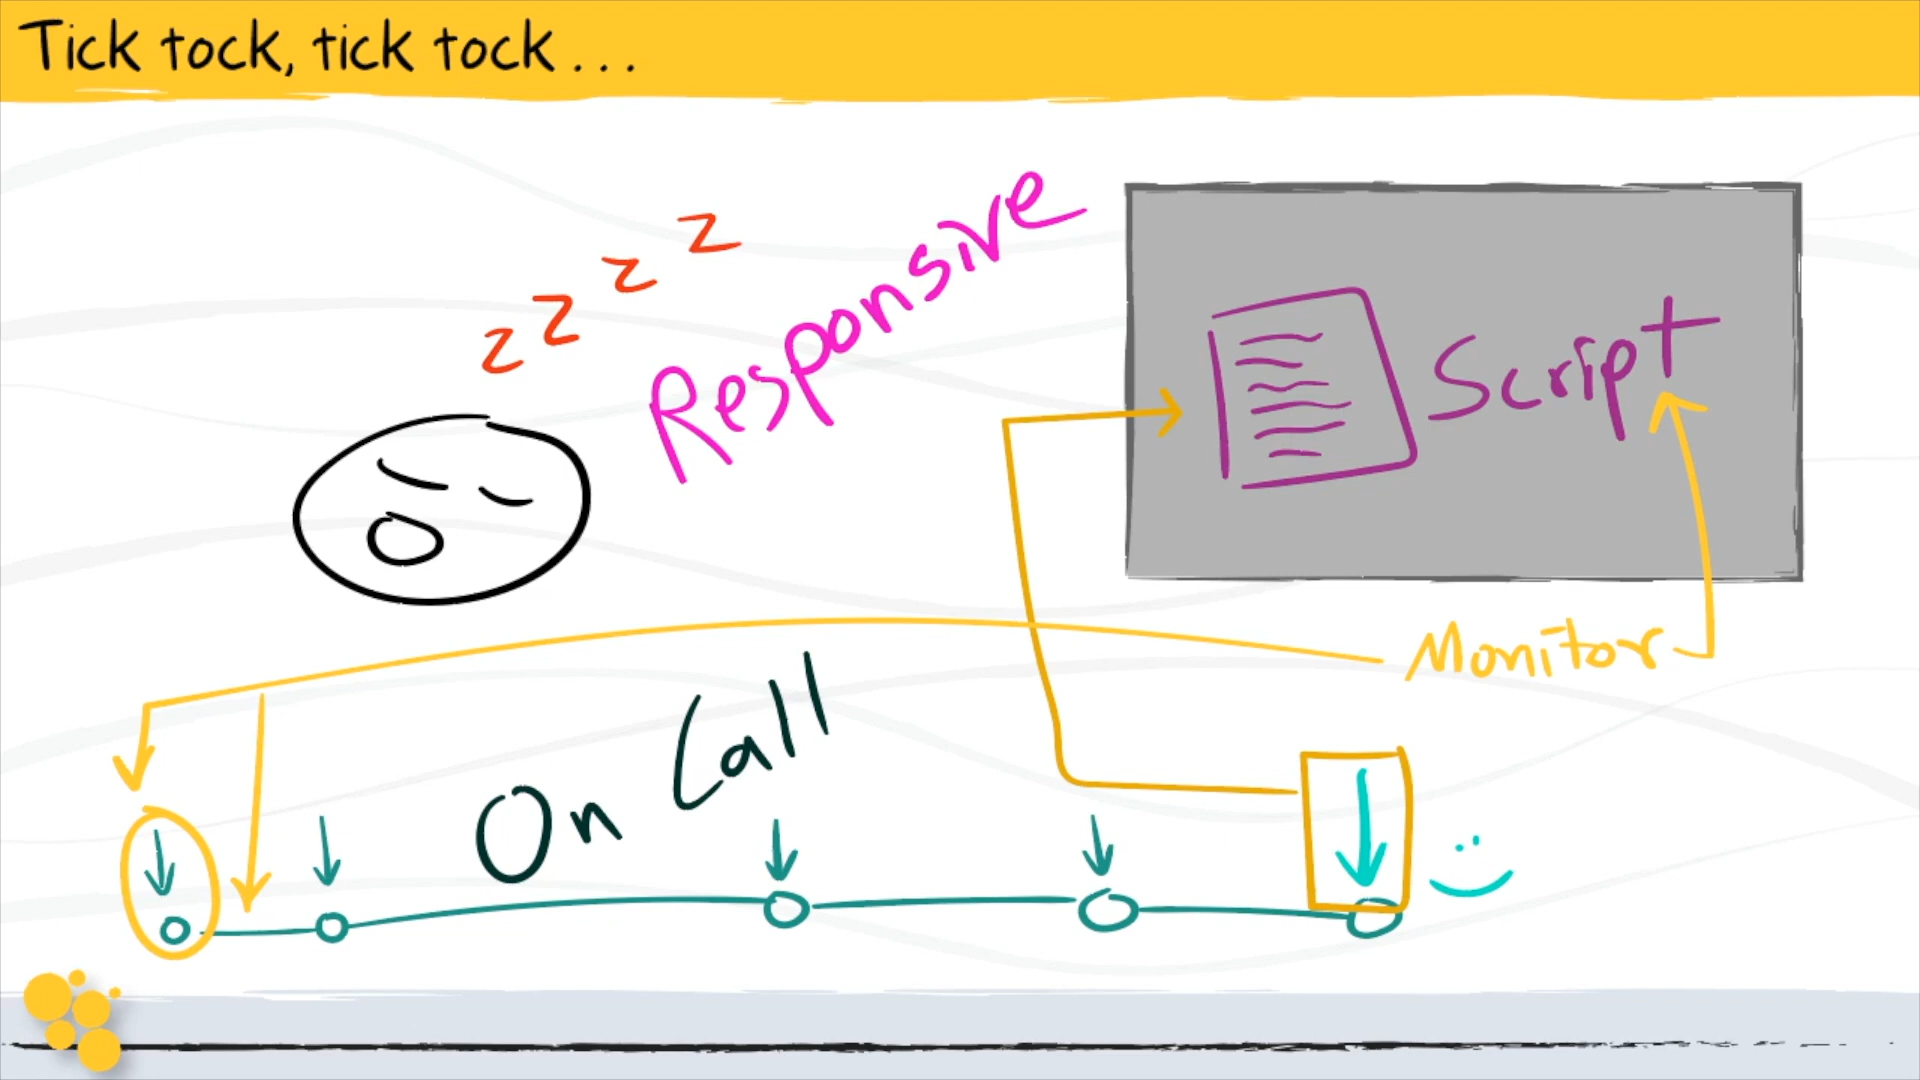 Tick tock, tick tock...
z z z z
Responsive
Script
Monitor
On Call